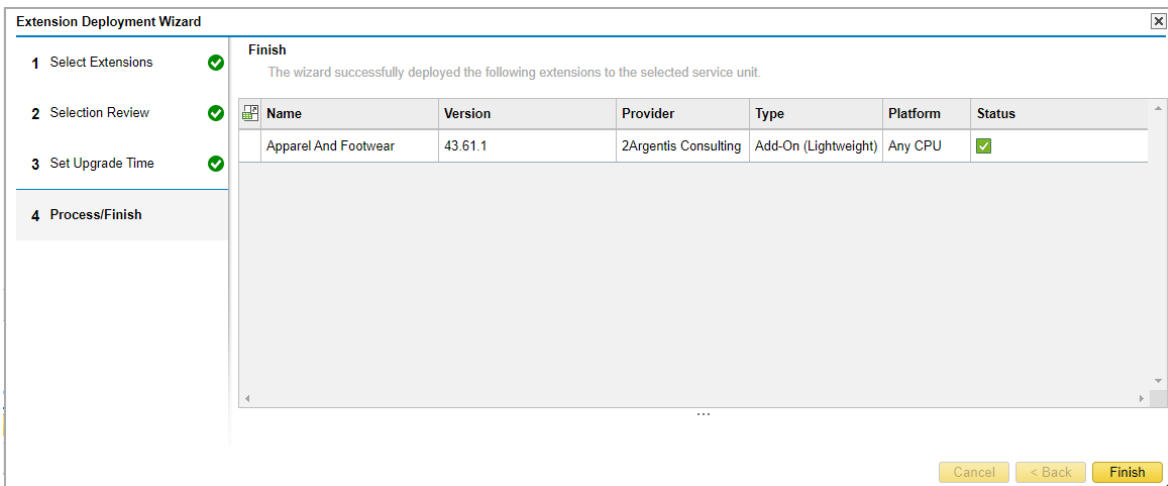 Extension Deployment Wizard
1 Select Extensions
2 Selection Review
3 Set Upgrade Time
4 Process/Finish
Finish
The wizard successfully deployed the following extensions to the selected service unit.
Name Version Provider Type Platform Status
Apparel And Footwear 43.61.1 2Argentis Consulting Add-On (Lightweight) Any CPU
...
Cancel < Back Finish